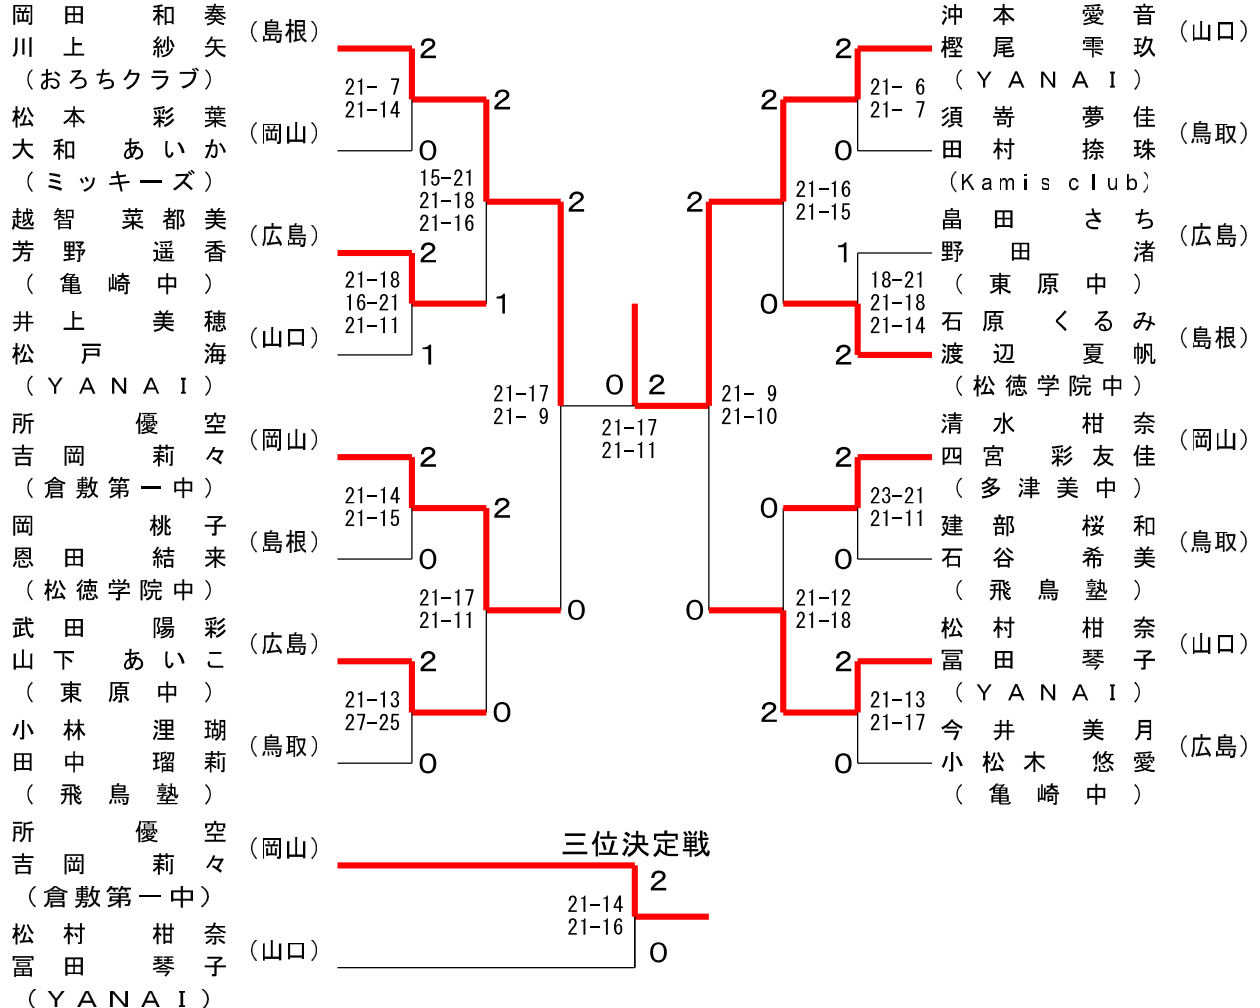 岡田 和奏
川上 紗矢
(おろちクラブ)
(島根)
松本 彩葉
大和 あいか
(ミッキーズ)
(岡山)
越智 菜都美
芳野 遥香
(亀崎中)
(広島)
井上 美穂
松戸 海
(YANAI)
(山口)
所 優空
吉岡 莉々
(倉敷第一中)
(岡山)
岡 桃子
恩田 結来
(松徳学院中)
(島根)
武田 陽彩
山下 あいこ
(東原中)
(広島)
小林 浬瑚
田中 瑠莉
(飛鳥塾)
(鳥取)
2
21- 7
21-14
0
2
21-18
16-21
21-11
1
2
21-14
21-15
0
2
21-13
27-25
0
2
15-21
21-18
21-16
1
2
21-17
21-11
0
2
21-17
21- 9
0
0 2
21-17
21-11
2
21- 9
21-10
0
2
21-16
21-15
0
0
21-12
21-18
2
2
21- 6
21- 7
0
1
18-21
21-18
21-14
2
2
23-21
21-11
0
2
21-13
21-17
0
沖本 愛音
樫尾 雫玖
(YANAI)
(山口)
須嵜 夢佳
田村 捺珠
(Kamis club)
(鳥取)
畠田 さち
野田 渚
(東原中)
(広島)
石原 くるみ
渡辺 夏帆
(松徳学院中)
(島根)
清水 柑奈
四宮 彩友佳
(多津美中)
(岡山)
建部 桜和
石谷 希美
(飛鳥塾)
(鳥取)
松村 柑奈
冨田 琴子
(YANAI)
(山口)
今井 美月
小松木 悠愛
(亀崎中)
(広島)
三位決定戦
所 優空
吉岡 莉々
(倉敷第一中)
(岡山)
松村 柑奈
冨田 琴子
(YANAI)
(山口)
2
21-14
21-16
0